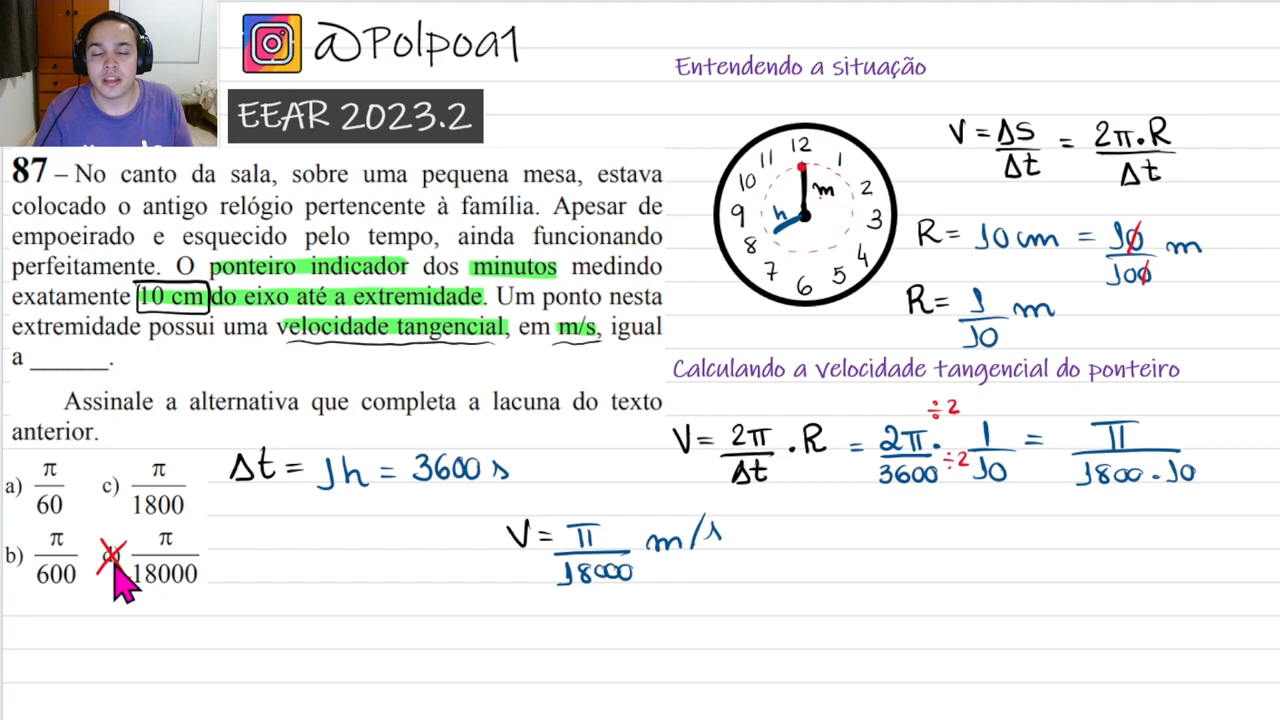 @Polpoa1
EEAR 2023.2
87 – No canto da sala, sobre uma pequena mesa, estava
colocado o antigo relógio pertencente à família. Apesar de
empoeirado e esquecido pelo tempo, ainda funcionando
perfeitamente. O ponteiro indicador dos minutos medindo
exatamente 10 cm do eixo até a extremidade. Um ponto nesta
extremidade possui uma velocidade tangencial, em m/s, igual
a ______.
Assinale a alternativa que completa a lacuna do texto
anterior.
a) π/60 c) π/1800
b) π/600 d) π/18000
Δt = 1h = 3600 s
Entendendo a situação
12
11 1
10 m 2
9 h 3
8 4
7 5
6
V = ΔS/Δt = 2π.R/Δt
R = 10 cm = 10/100 m
R = 1/10 m
Calculando a velocidade tangencial do ponteiro
÷2
V = 2π/Δt . R = 2π/3600 . 1/10 = π/1800.10
÷2
V = π/18000 m/s